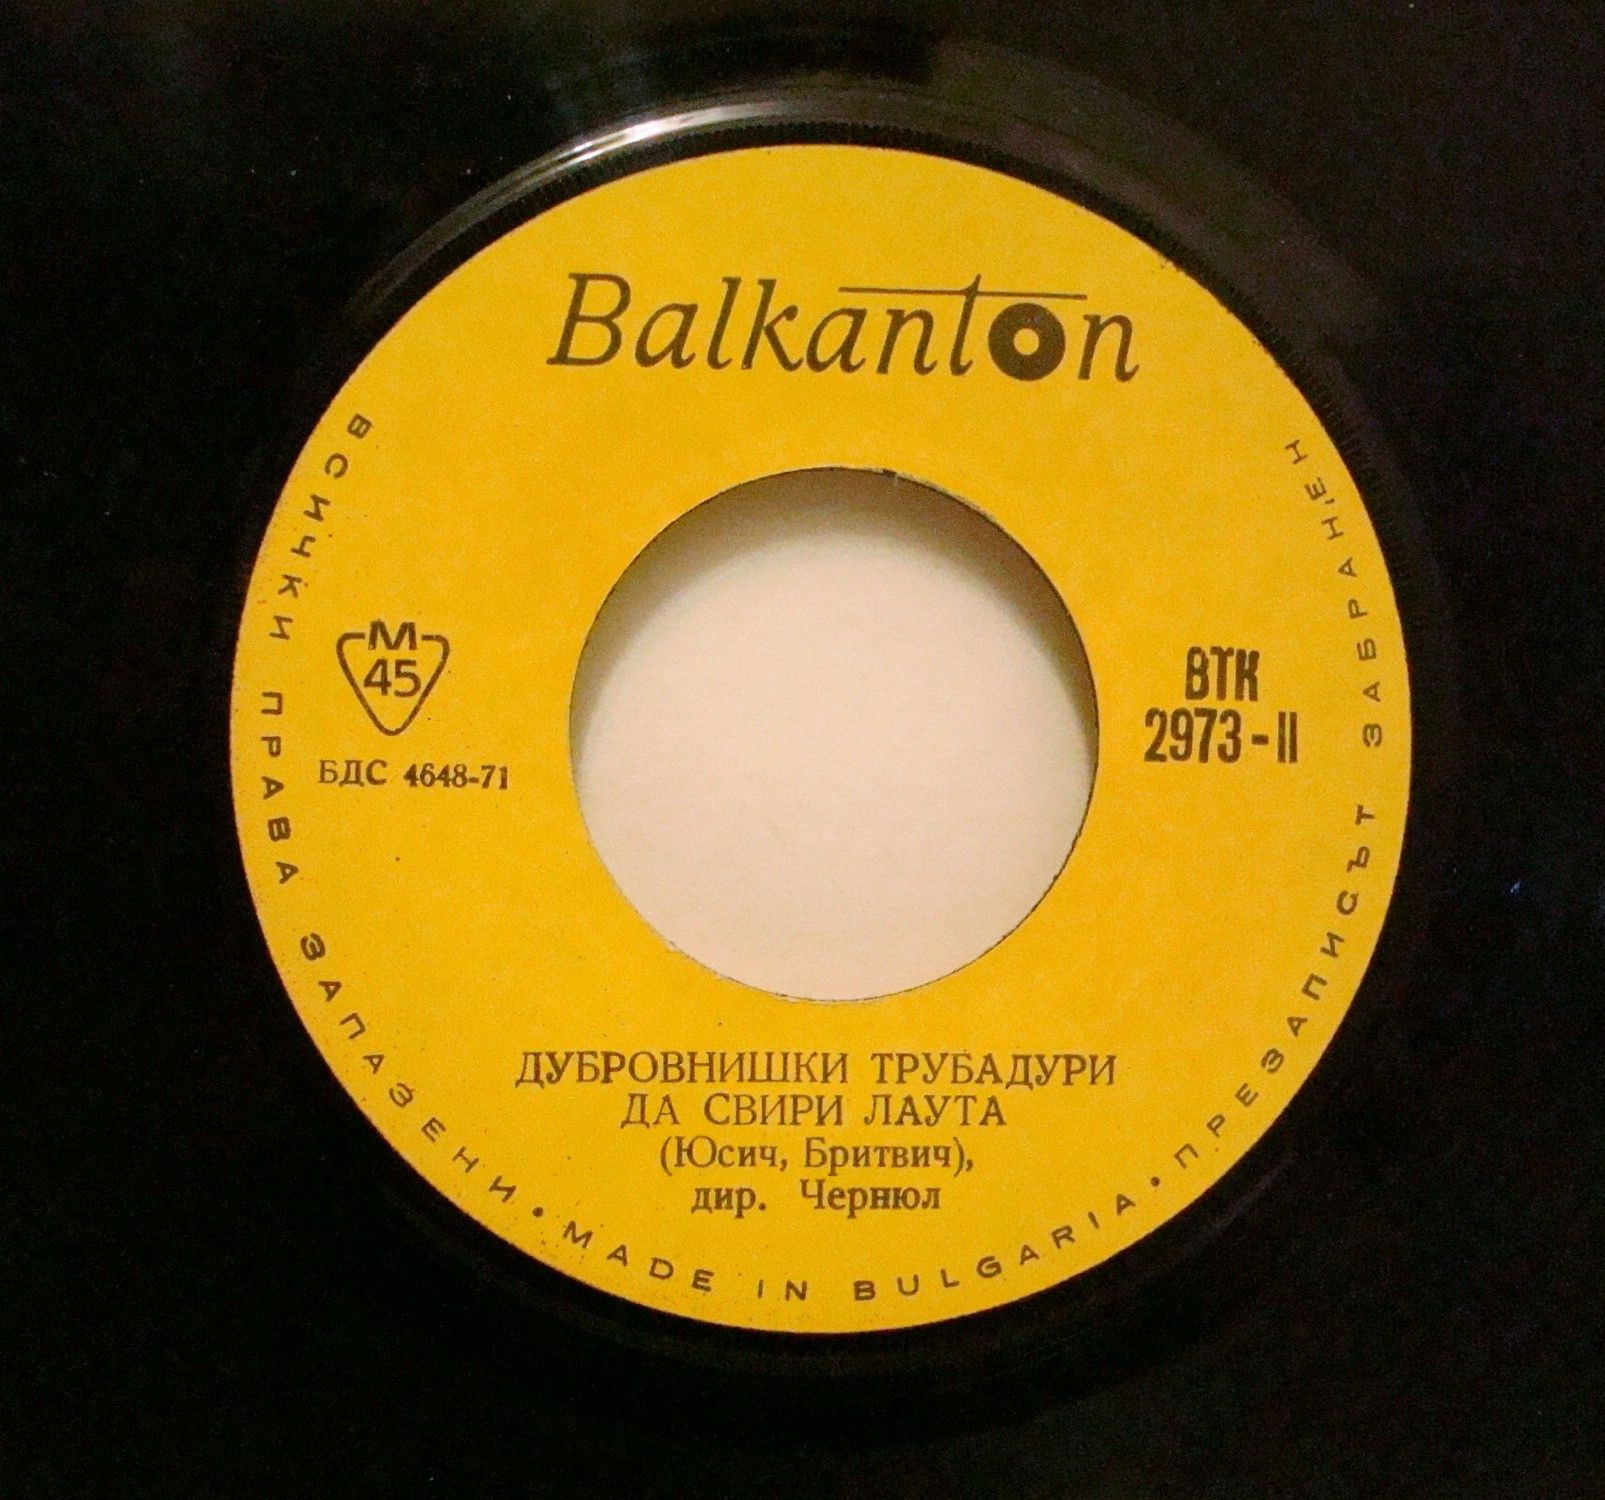 Balkanton
М
45
БДС 4648-71
ВТК
2973-II
ДУБРОВНИШКИ ТРУБАДУРИ
ДА СВИРИ ЛАУТА
(Юсич, Бритвич),
дир. Чернюл
ВСИЧКИ ПРАВА ЗАПАЗЕНИ · MADE IN BULGARIA · ПРЕЗАПИСЪТ ЗАБРАНЕН